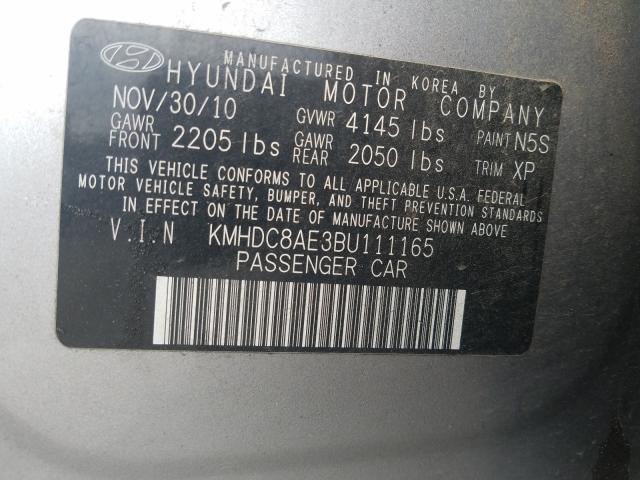 MANUFACTURED IN KOREA BY
HYUNDAI MOTOR COMPANY
NOV/30/10 GVWR 4145 lbs PAINT N5S
GAWR FRONT 2205 lbs GAWR REAR 2050 lbs TRIM XP
THIS VEHICLE CONFORMS TO ALL APPLICABLE U.S.A. FEDERAL
MOTOR VEHICLE SAFETY, BUMPER, AND THEFT PREVENTION STANDARDS
IN EFFECT ON THE DATE OF MANUFACTURE SHOWN ABOVE
V.I.N KMHDC8AE3BU111165
PASSENGER CAR